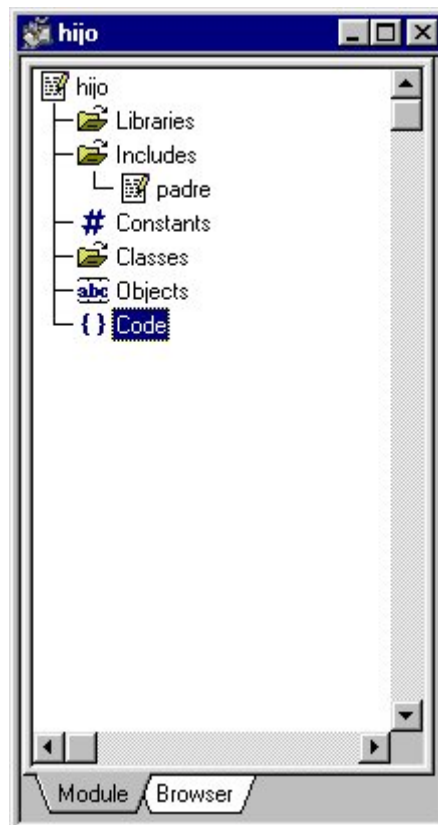 hijo
hijo
Libraries
Includes
padre
# Constants
Classes
abc Objects
{ } Code
Module Browser